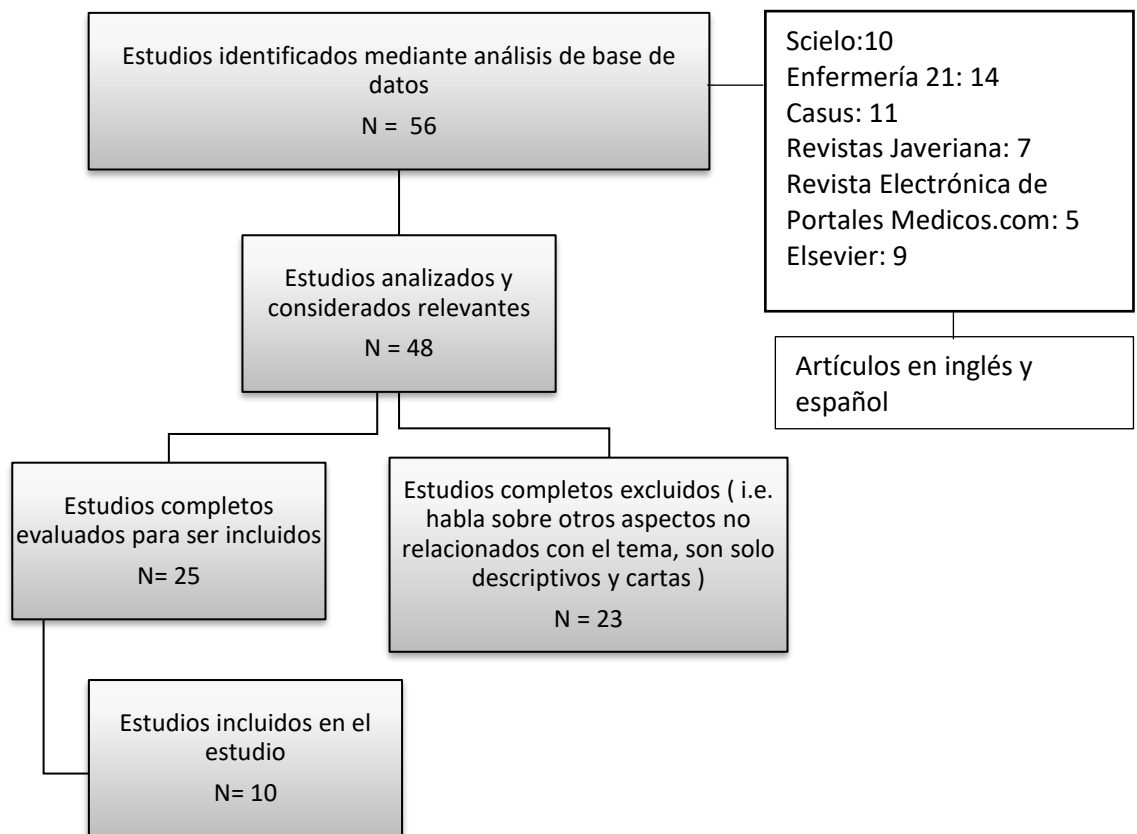 Estudios identificados mediante análisis de base de
datos
N = 56
Scielo:10
Enfermería 21: 14
Casus: 11
Revistas Javeriana: 7
Revista Electrónica de
Portales Medicos.com: 5
Elsevier: 9
Artículos en inglés y
español
Estudios analizados y
considerados relevantes
N = 48
Estudios completos
evaluados para ser incluidos
N= 25
Estudios completos excluidos ( i.e.
habla sobre otros aspectos no
relacionados con el tema, son solo
descriptivos y cartas )
N = 23
Estudios incluidos en el
estudio
N= 10